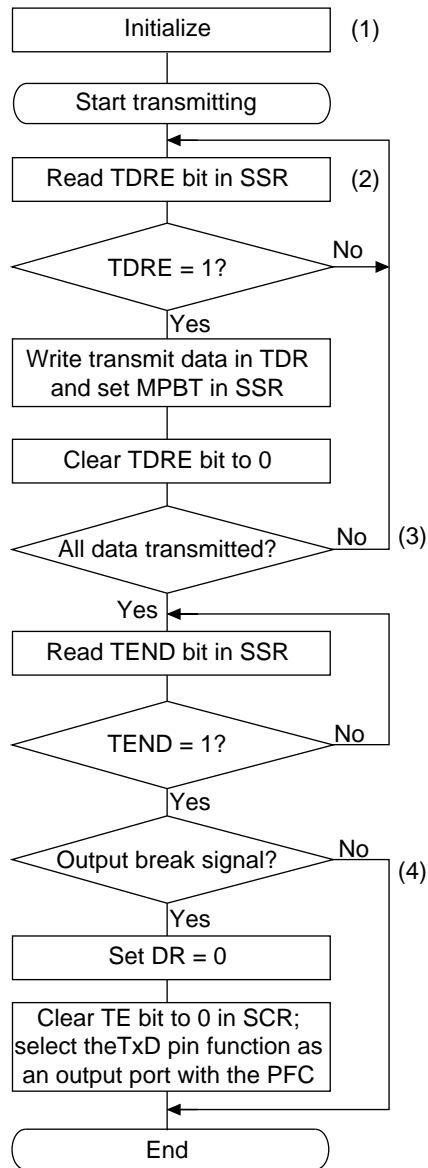 Initialize (1)
Start transmitting
Read TDRE bit in SSR (2)
TDRE = 1? No
Yes
Write transmit data in TDR
and set MPBT in SSR
Clear TDRE bit to 0
All data transmitted? No (3)
Yes
Read TEND bit in SSR
TEND = 1? No
Yes
Output break signal? No (4)
Yes
Set DR = 0
Clear TE bit to 0 in SCR;
select theTxD pin function as
an output port with the PFC
End